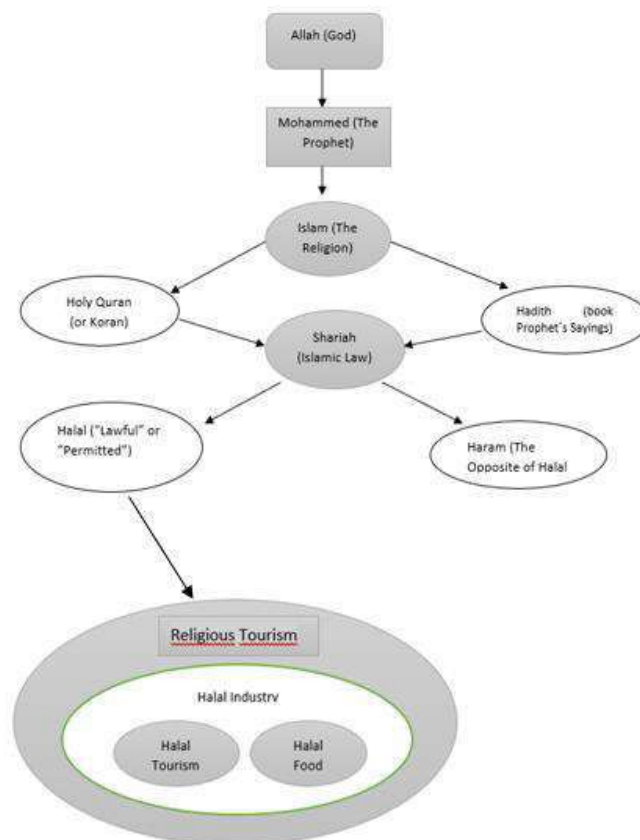 Allah (God)
Mohammed (The
Prophet)
Islam (The
Religion)
Holy Quran
(or Koran)
Hadith (book
Prophet´s Sayings)
Shariah
(Islamic Law)
Halal (“Lawful” or
“Permitted”)
Haram (The
Opposite of Halal
Religious Tourism
Halal Industry
Halal
Tourism
Halal
Food